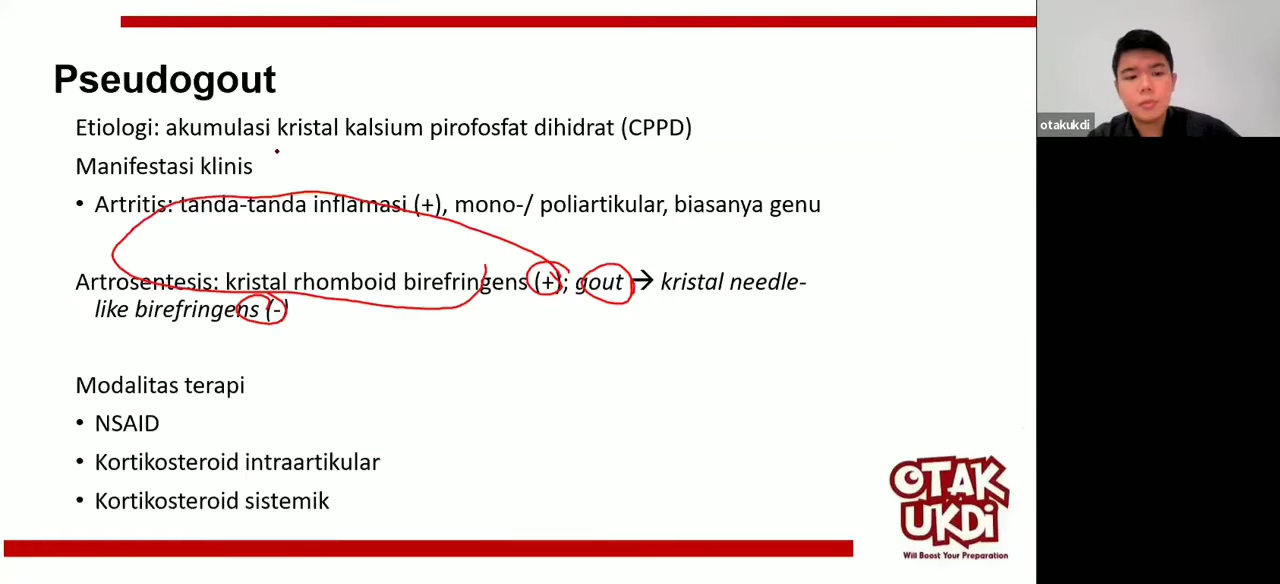 Pseudogout
Etiologi: akumulasi kristal kalsium pirofosfat dihidrat (CPPD)
Manifestasi klinis
• Artritis: tanda-tanda inflamasi (+), mono-/ poliartikular, biasanya genu
Artrosentesis: kristal rhomboid birefringens (+); gout → kristal needle-
like birefringens (-)
Modalitas terapi
• NSAID
• Kortikosteroid intraartikular
• Kortikosteroid sistemik
OTAK
UKDi
Will Boost Your Preparation
otakukdi